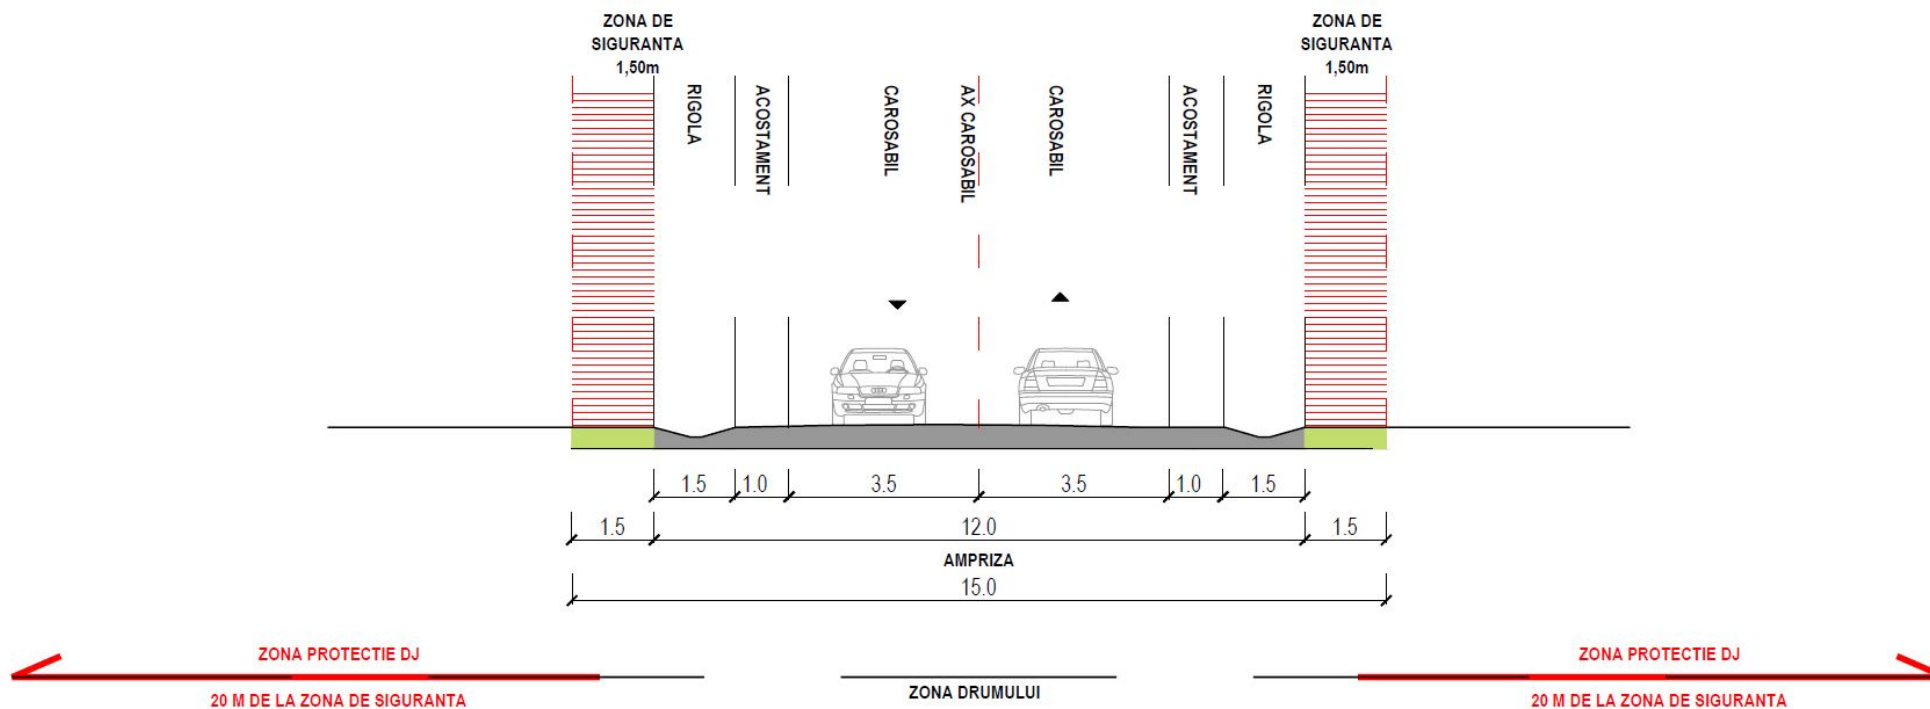 ZONA DE
SIGURANTA
1,50m
ZONA DE
SIGURANTA
1,50m
RIGOLA
ACOSTAMENT
CAROSABIL
AX CAROSABIL
CAROSABIL
ACOSTAMENT
RIGOLA
1.5 1.0 3.5 3.5 1.0 1.5
1.5 12.0 1.5
AMPRIZA
15.0
ZONA PROTECTIE DJ
20 M DE LA ZONA DE SIGURANTA
ZONA DRUMULUI
ZONA PROTECTIE DJ
20 M DE LA ZONA DE SIGURANTA